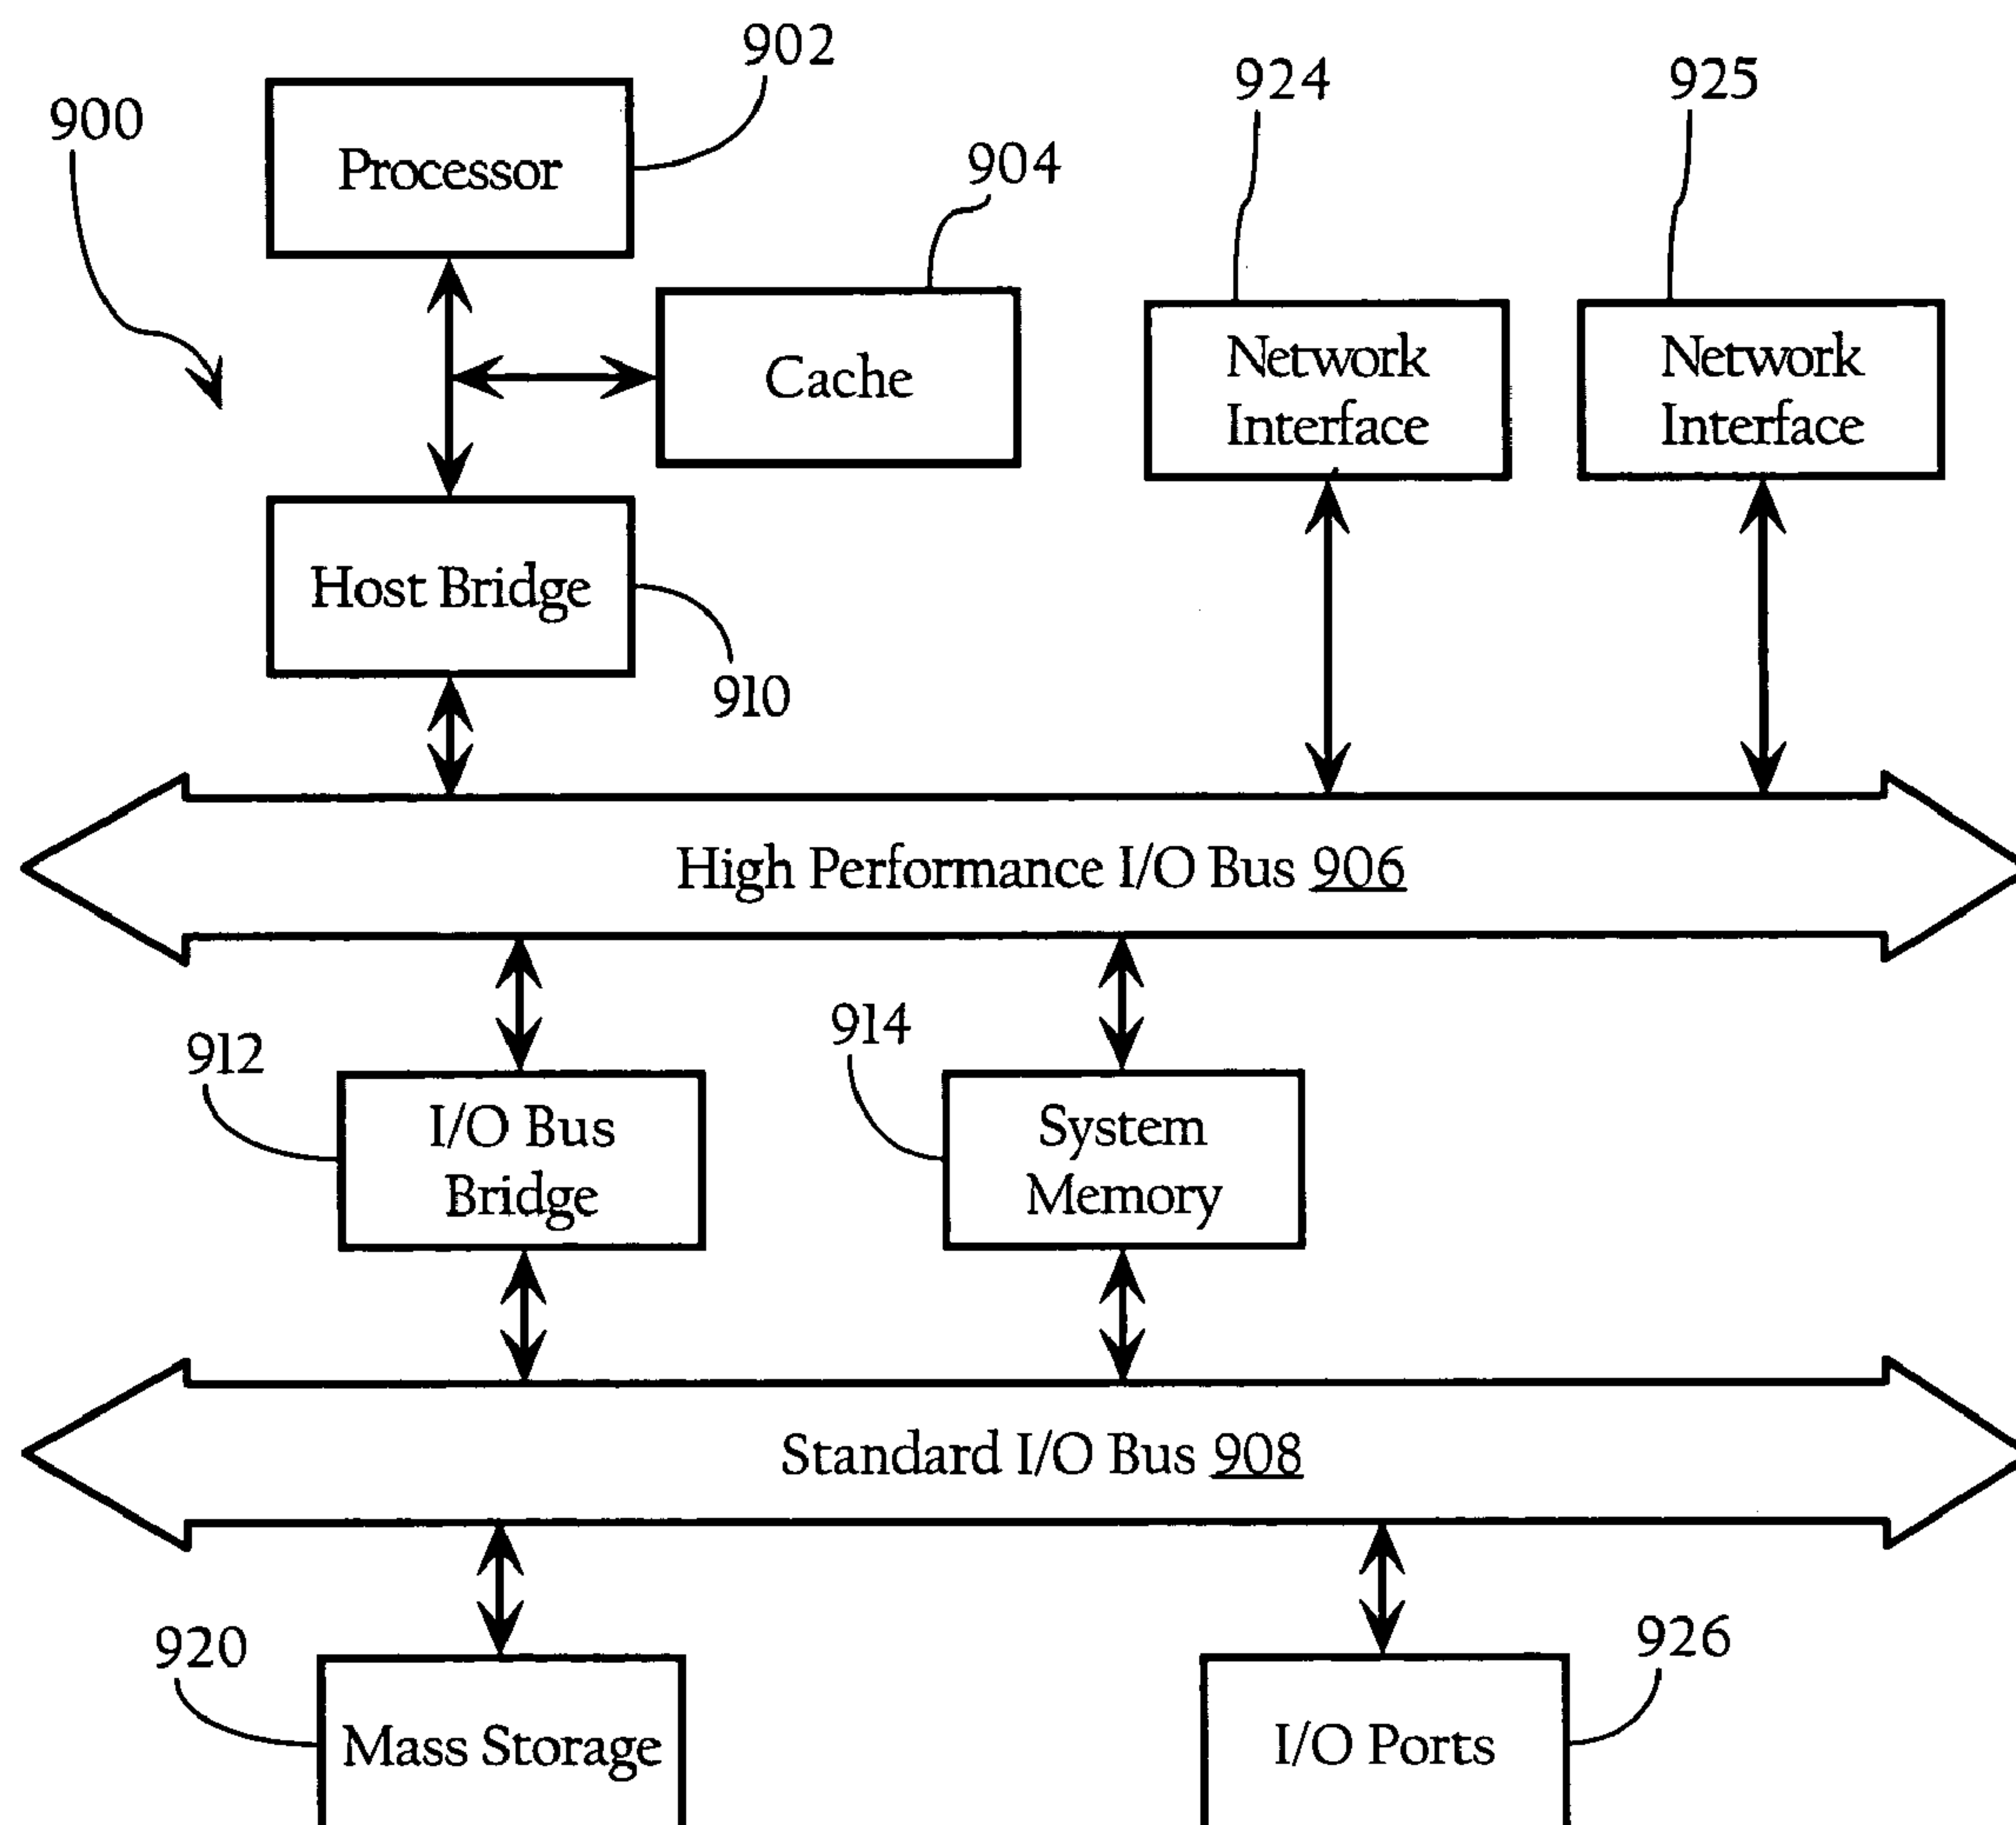 902
924
925
900
Processor
904
Network
Interface
Network
Interface
Cache
Host Bridge
910
High Performance I/O Bus 906
914
912
I/O Bus
Bridge
System
Memory
Standard I/O Bus 908
920
926
Mass Storage
I/O Ports